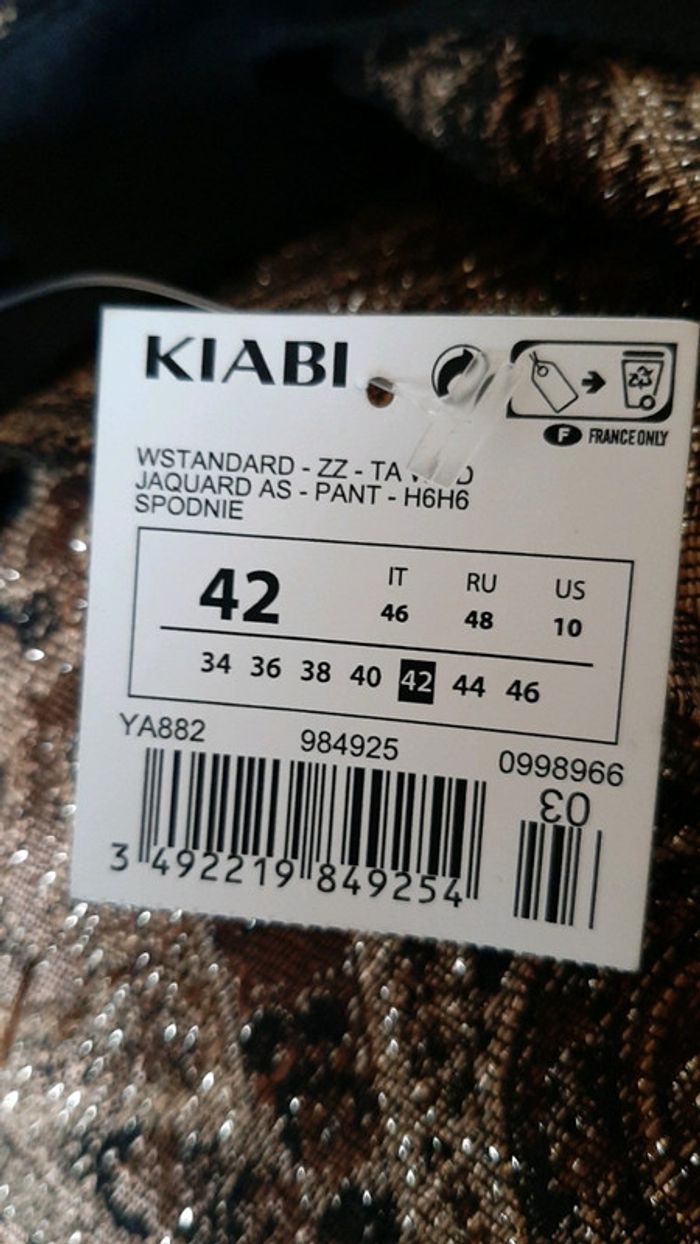 KIABI
F FRANCE ONLY
WSTANDARD - ZZ - TA
JAQUARD AS - PANT - H6H6
SPODNIE
42 IT RU US
46 48 10
34 36 38 40 42 44 46
YA882 984925 0998966
03
3 492219 849254